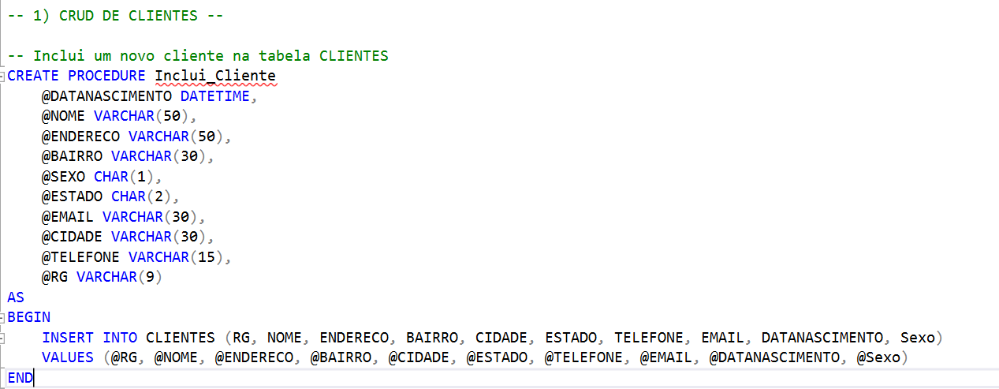 -- 1) CRUD DE CLIENTES --
-- Inclui um novo cliente na tabela CLIENTES
CREATE PROCEDURE Inclui_Cliente
@DATANASCIMENTO DATETIME,
@NOME VARCHAR(50),
@ENDERECO VARCHAR(50),
@BAIRRO VARCHAR(30),
@SEXO CHAR(1),
@ESTADO CHAR(2),
@EMAIL VARCHAR(30),
@CIDADE VARCHAR(30),
@TELEFONE VARCHAR(15),
@RG VARCHAR(9)
AS
BEGIN
INSERT INTO CLIENTES (RG, NOME, ENDERECO, BAIRRO, CIDADE, ESTADO, TELEFONE, EMAIL, DATANASCIMENTO, Sexo)
VALUES (@RG, @NOME, @ENDERECO, @BAIRRO, @CIDADE, @ESTADO, @TELEFONE, @EMAIL, @DATANASCIMENTO, @Sexo)
END